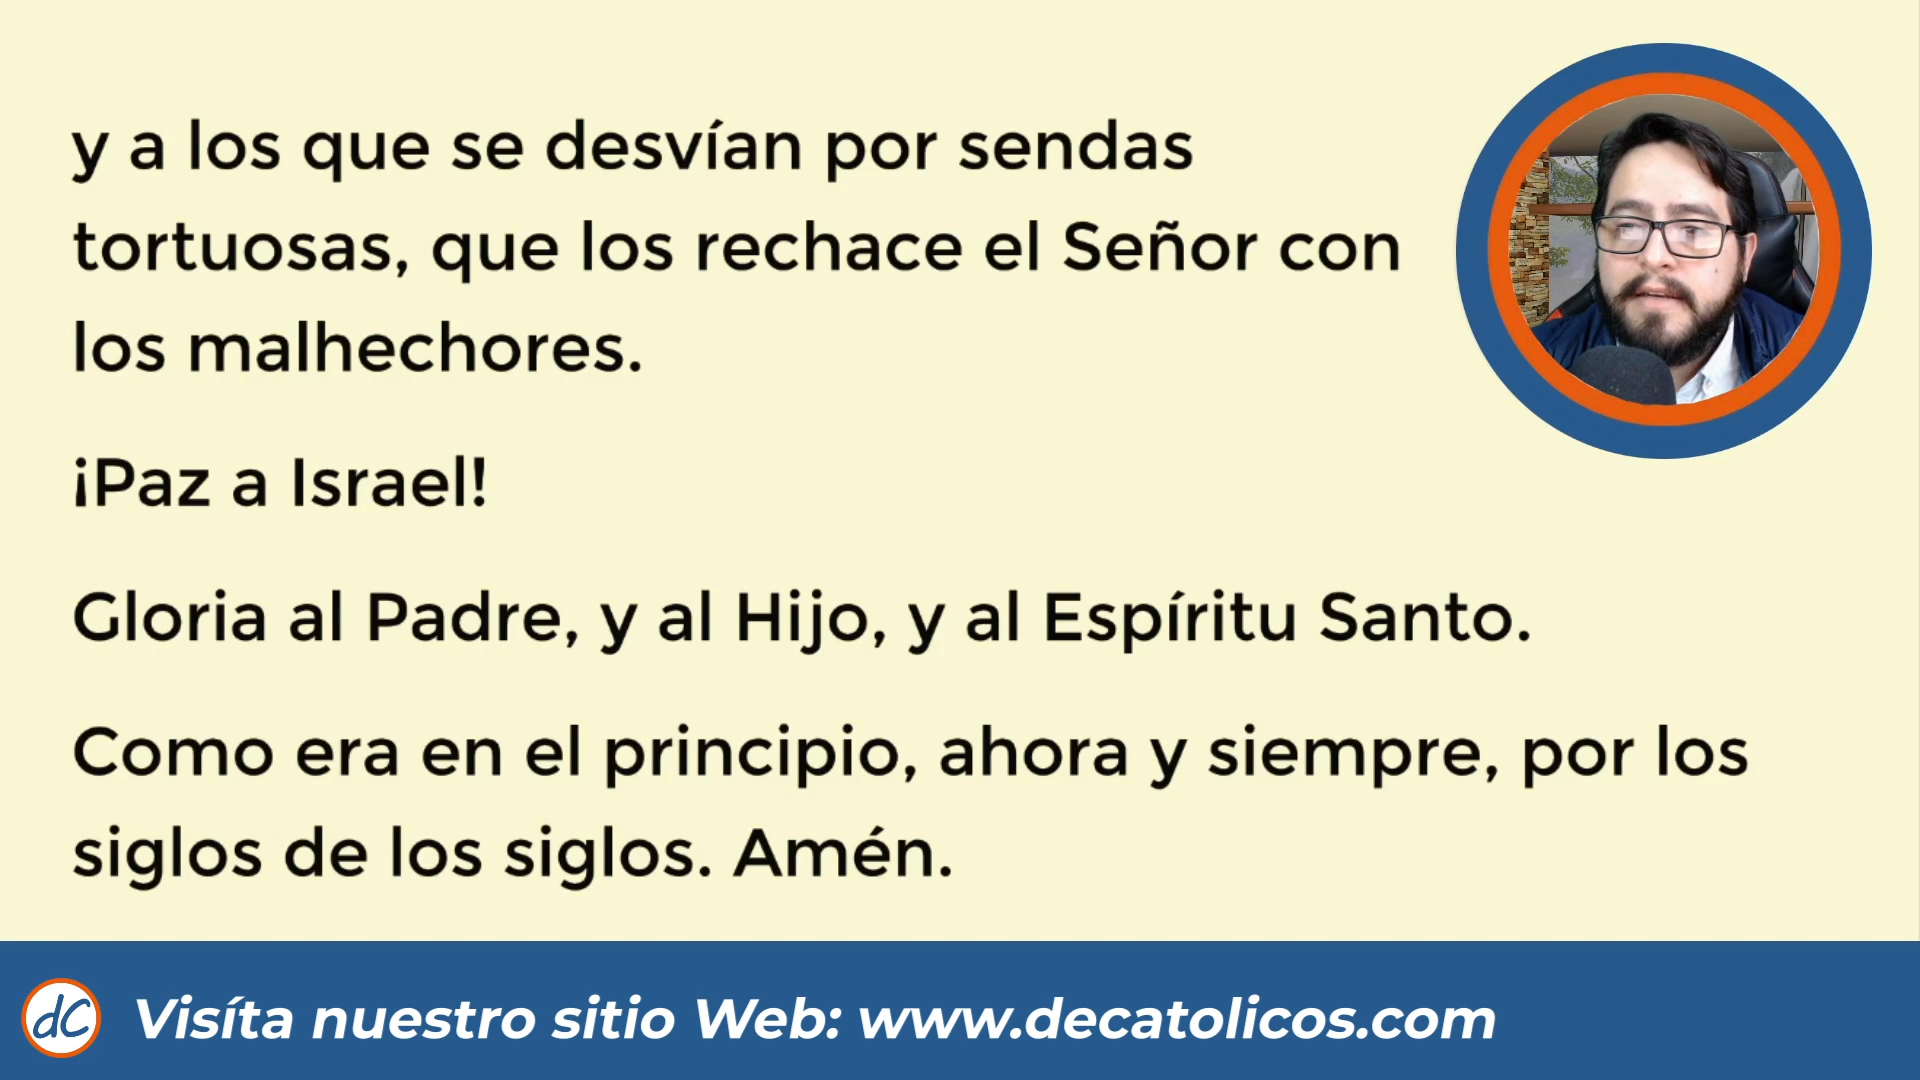 y a los que se desvían por sendas
tortuosas, que los rechace el Señor con
los malhechores.
¡Paz a Israel!
Gloria al Padre, y al Hijo, y al Espíritu Santo.
Como era en el principio, ahora y siempre, por los
siglos de los siglos. Amén.
dC Visíta nuestro sitio Web: www.decatolicos.com